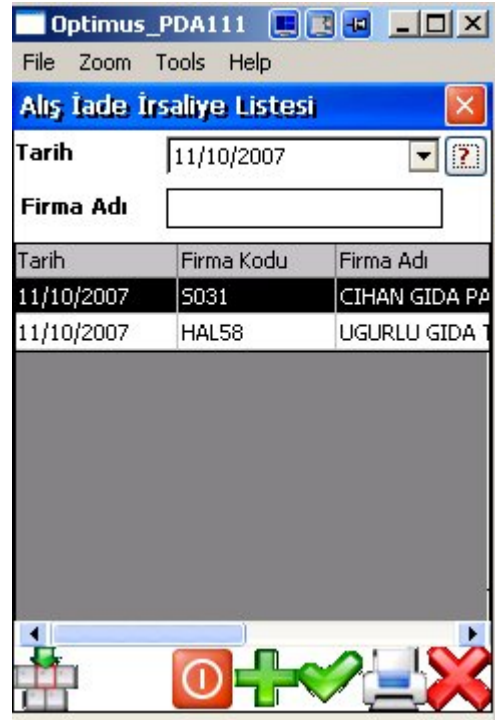 Optimus_PDA111
File Zoom Tools Help
Alış İade İrsaliye Listesi
Tarih 11/10/2007 ?
Firma Adı
Tarih Firma Kodu Firma Adı
11/10/2007 S031 CIHAN GIDA PA
11/10/2007 HAL58 UGURLU GIDA T